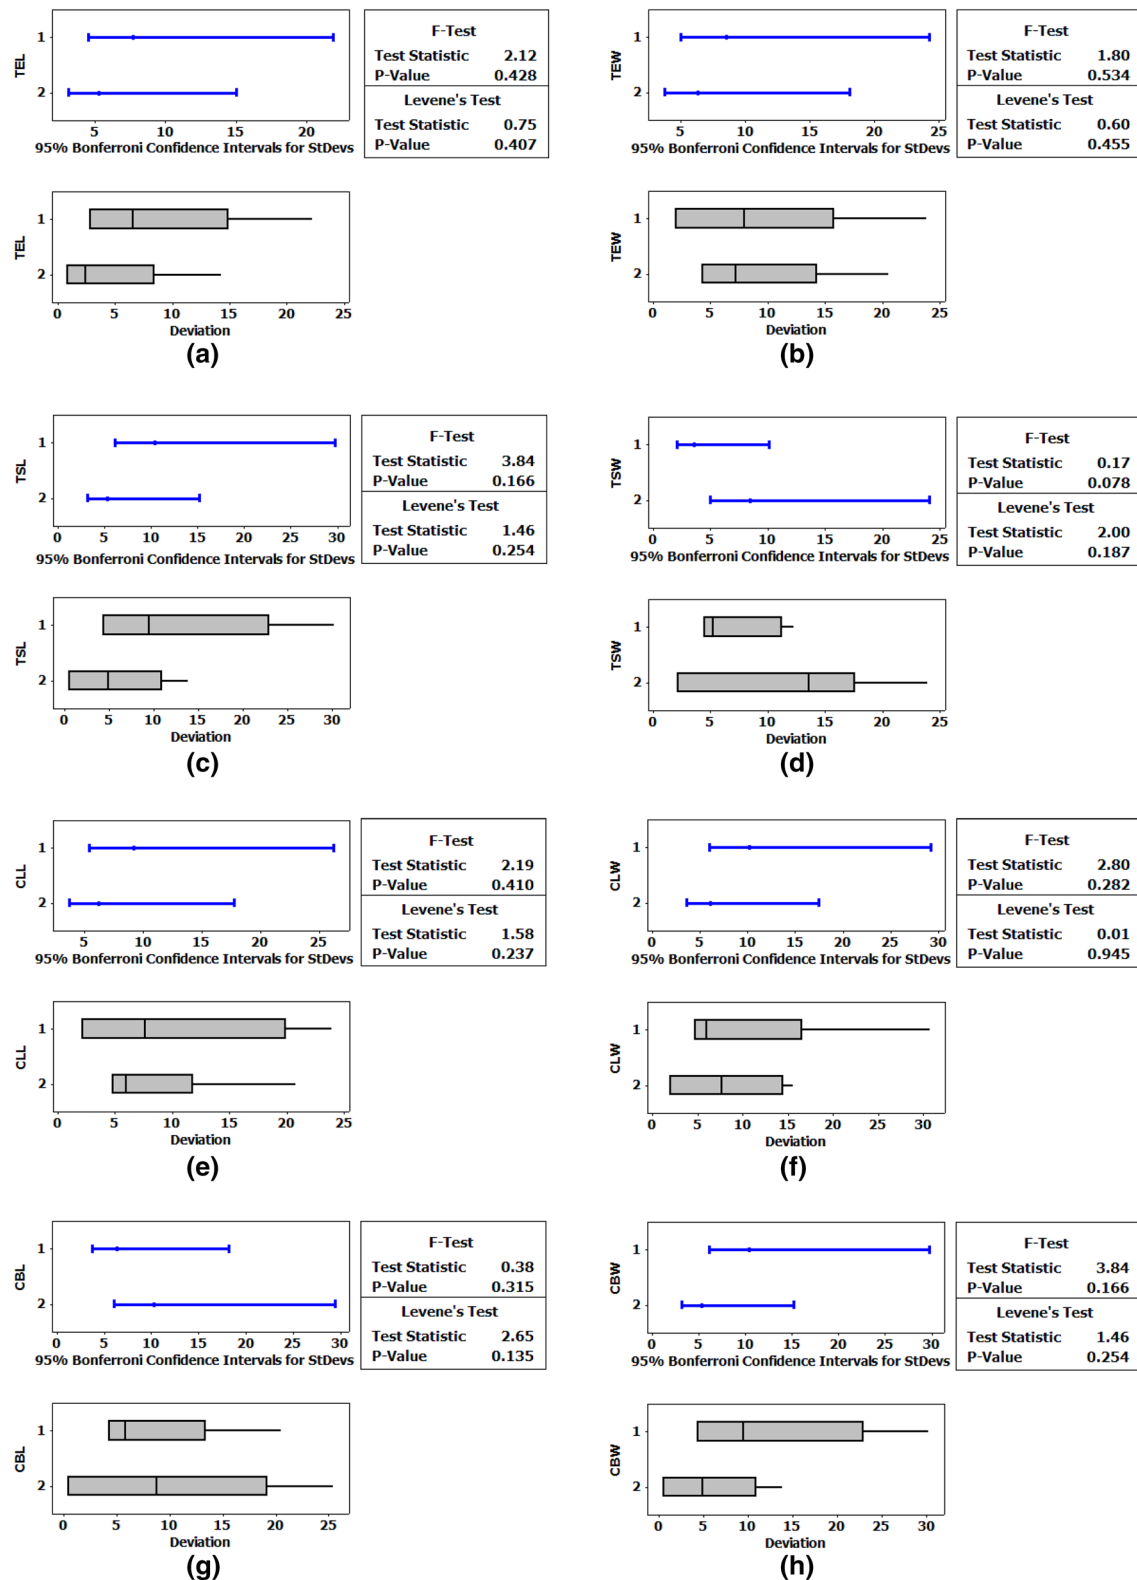 TEL
1
2
5 10 15 20
95% Bonferroni Confidence Intervals for StDevs
F-Test
Test Statistic 2.12
P-Value 0.428
Levene's Test
Test Statistic 0.75
P-Value 0.407
TEL
1
2
0 5 10 15 20 25
Deviation
(a)
TEW
1
2
5 10 15 20 25
95% Bonferroni Confidence Intervals for StDevs
F-Test
Test Statistic 1.80
P-Value 0.534
Levene's Test
Test Statistic 0.60
P-Value 0.455
TEW
1
2
0 5 10 15 20 25
Deviation
(b)
TSL
1
2
0 5 10 15 20 25 30
95% Bonferroni Confidence Intervals for StDevs
F-Test
Test Statistic 3.84
P-Value 0.166
Levene's Test
Test Statistic 1.46
P-Value 0.254
TSL
1
2
0 5 10 15 20 25 30
Deviation
(c)
TSW
1
2
0 5 10 15 20 25
95% Bonferroni Confidence Intervals for StDevs
F-Test
Test Statistic 0.17
P-Value 0.078
Levene's Test
Test Statistic 2.00
P-Value 0.187
TSW
1
2
0 5 10 15 20 25
Deviation
(d)
CLL
1
2
5 10 15 20 25
95% Bonferroni Confidence Intervals for StDevs
F-Test
Test Statistic 2.19
P-Value 0.410
Levene's Test
Test Statistic 1.58
P-Value 0.237
CLL
1
2
0 5 10 15 20 25
Deviation
(e)
CLW
1
2
0 5 10 15 20 25 30
95% Bonferroni Confidence Intervals for StDevs
F-Test
Test Statistic 2.80
P-Value 0.282
Levene's Test
Test Statistic 0.01
P-Value 0.945
CLW
1
2
0 5 10 15 20 25 30
Deviation
(f)
CBL
1
2
0 5 10 15 20 25 30
95% Bonferroni Confidence Intervals for StDevs
F-Test
Test Statistic 0.38
P-Value 0.315
Levene's Test
Test Statistic 2.65
P-Value 0.135
CBL
1
2
0 5 10 15 20 25
Deviation
(g)
CBW
1
2
0 5 10 15 20 25 30
95% Bonferroni Confidence Intervals for StDevs
F-Test
Test Statistic 3.84
P-Value 0.166
Levene's Test
Test Statistic 1.46
P-Value 0.254
CBW
1
2
0 5 10 15 20 25 30
Deviation
(h)